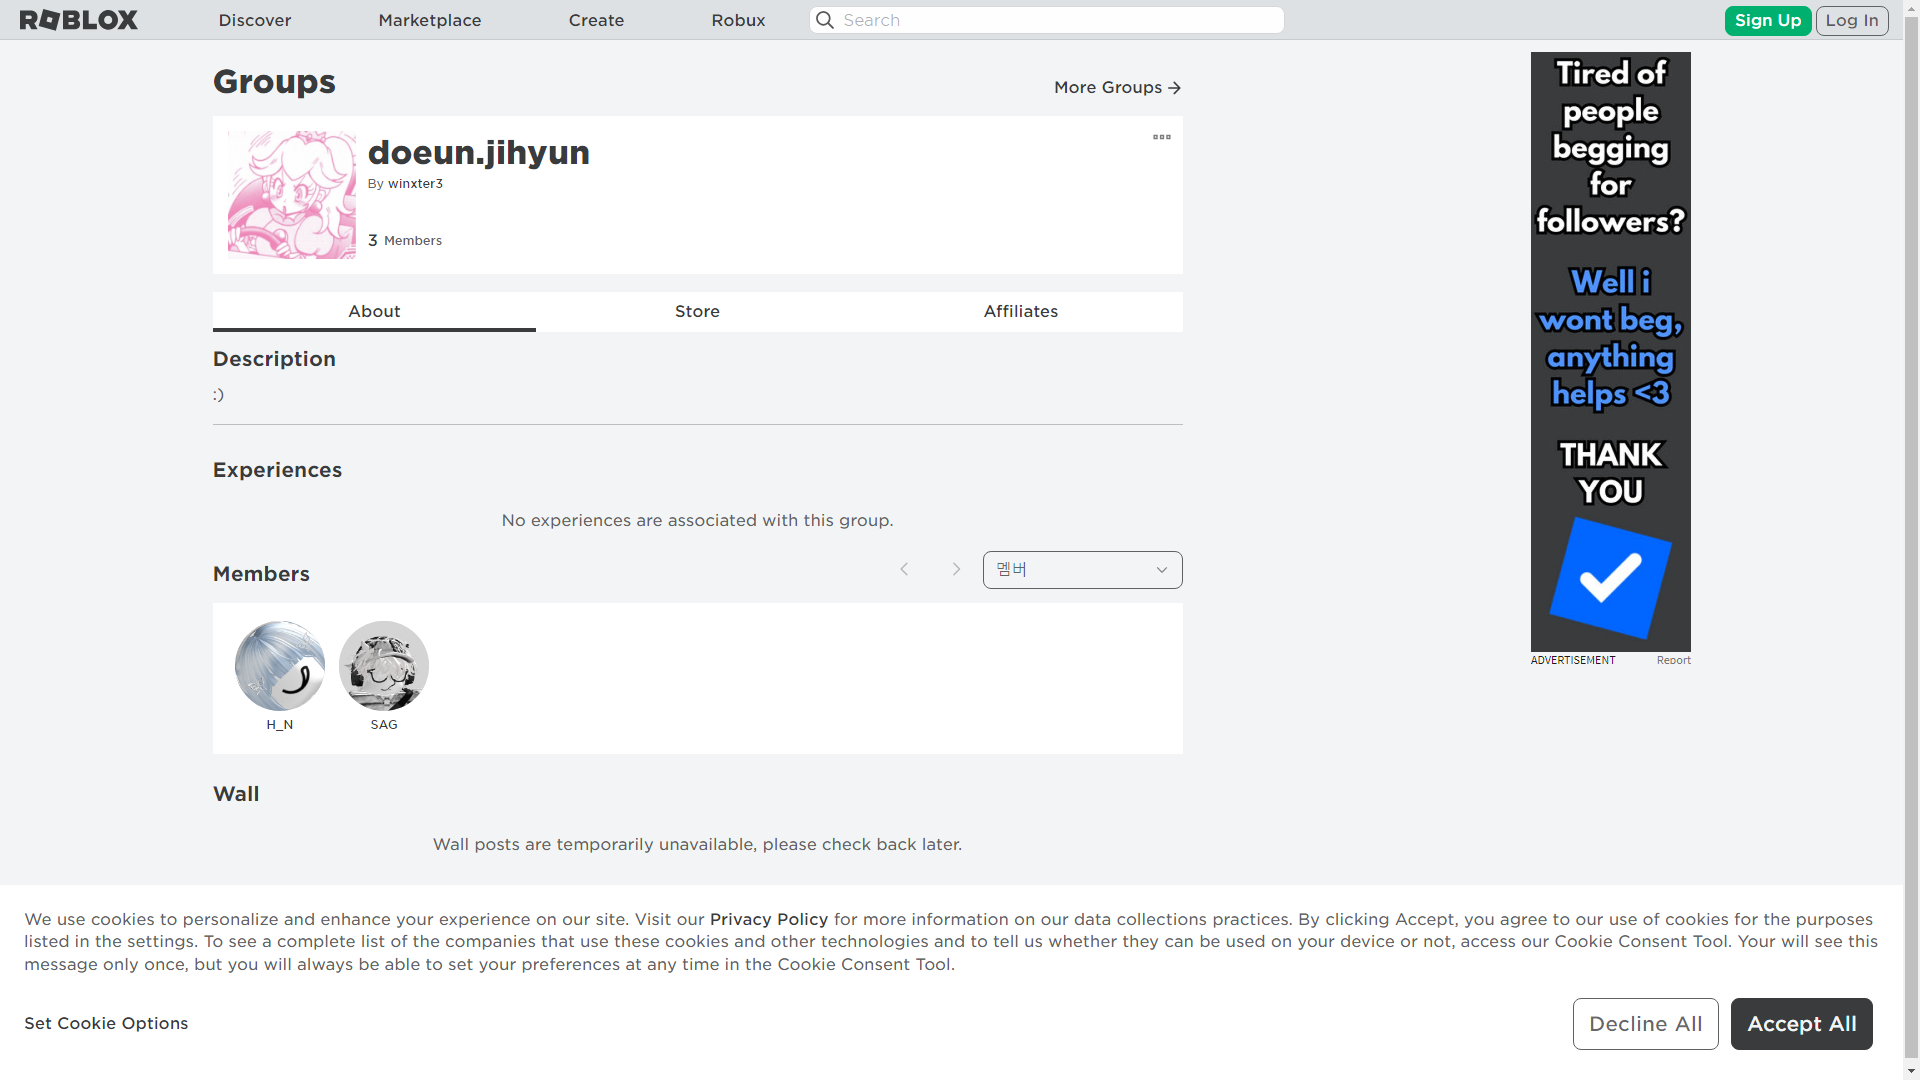 ROBLOX
Discover
Marketplace
Create
Robux
Search
Sign Up
Log In
Groups
More Groups
doeun.jihyun
By winxter3
3 Members
About
Store
Affiliates
Description
:)
Experiences
No experiences are associated with this group.
Members
멤버
H_N
SAG
Wall
Wall posts are temporarily unavailable, please check back later.
Tired of
people
begging
for
followers?
Well i
wont beg,
anything
helps <3
THANK
YOU
ADVERTISEMENT
Report
We use cookies to personalize and enhance your experience on our site. Visit our Privacy Policy for more information on our data collections practices. By clicking Accept, you agree to our use of cookies for the purposes
listed in the settings. To see a complete list of the companies that use these cookies and other technologies and to tell us whether they can be used on your device or not, access our Cookie Consent Tool. Your will see this
message only once, but you will always be able to set your preferences at any time in the Cookie Consent Tool.
Set Cookie Options
Decline All
Accept All